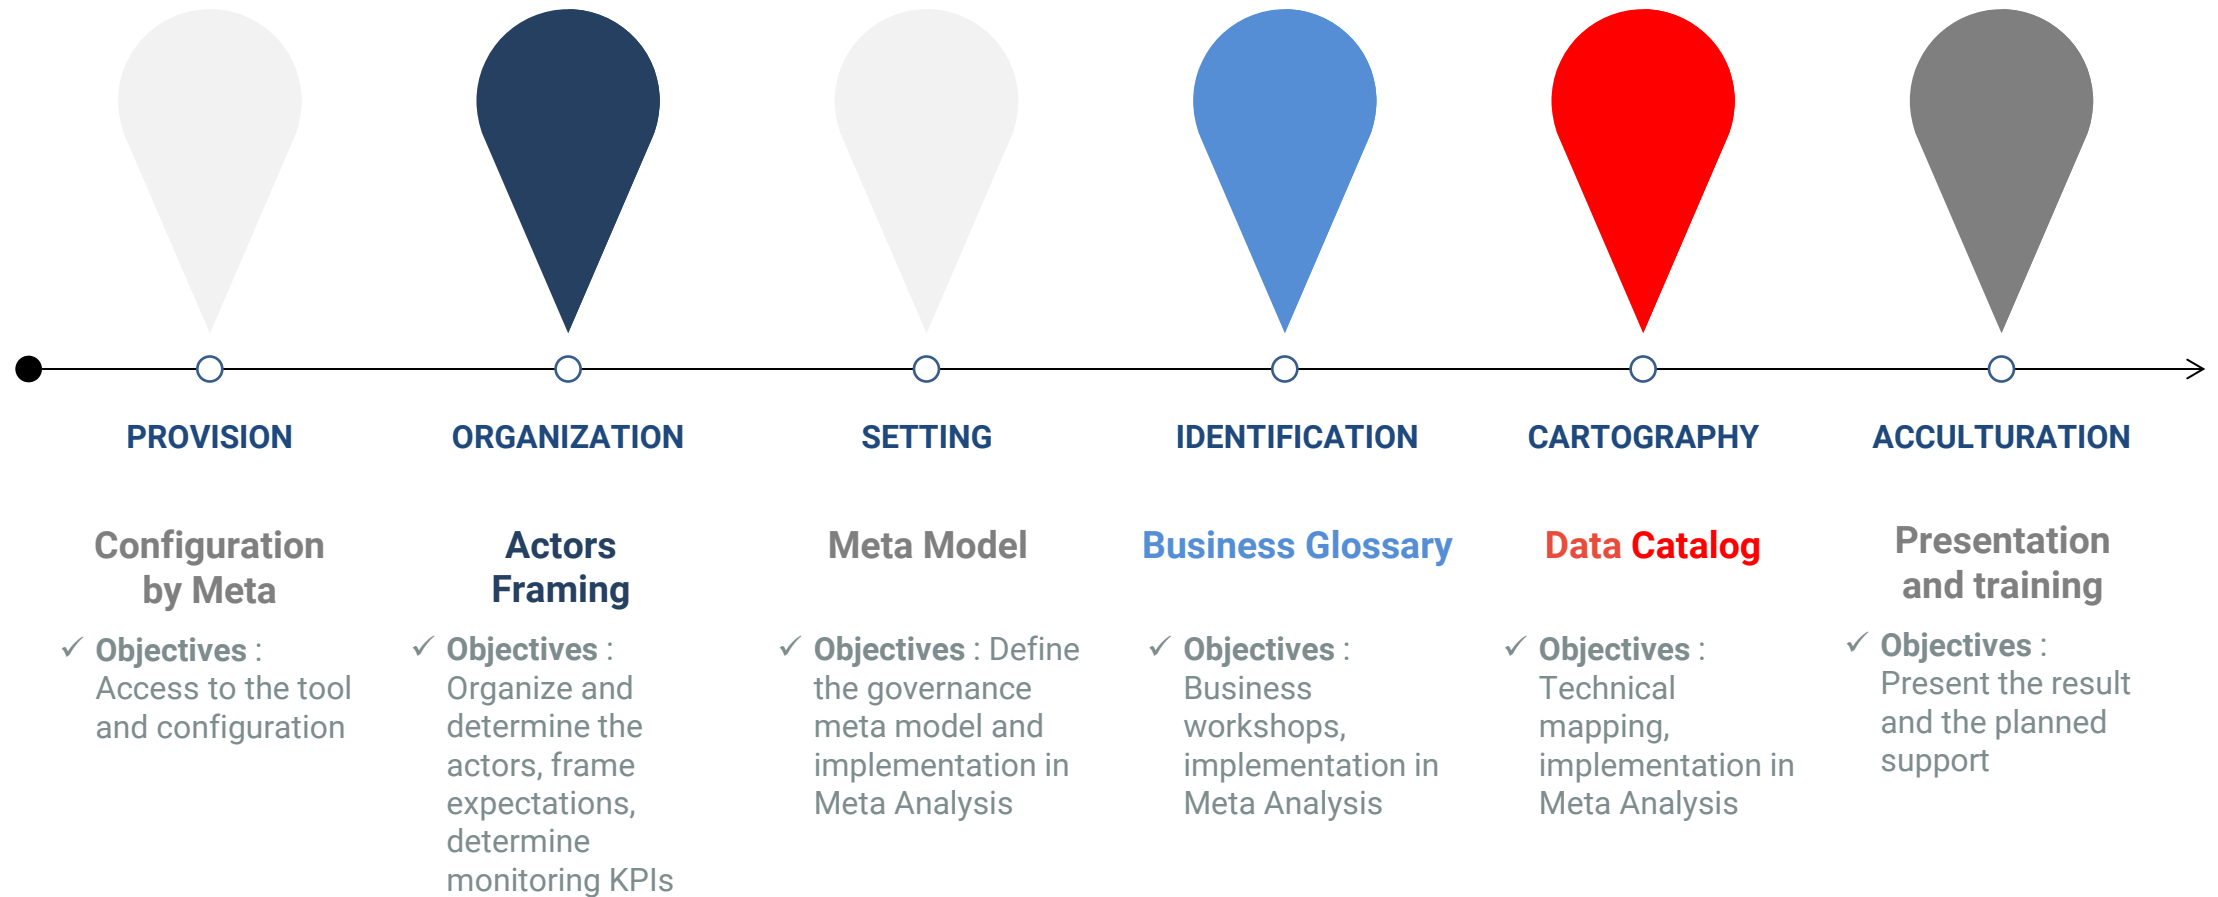 PROVISION
ORGANIZATION
SETTING
IDENTIFICATION
CARTOGRAPHY
ACCULTURATION
Configuration
by Meta
✓ Objectives :
Access to the tool
and configuration
Actors
Framing
✓ Objectives :
Organize and
determine the
actors, frame
expectations,
determine
monitoring KPIs
Meta Model
✓ Objectives : Define
the governance
meta model and
implementation in
Meta Analysis
Business Glossary
✓ Objectives :
Business
workshops,
implementation in
Meta Analysis
Data Catalog
✓ Objectives :
Technical
mapping,
implementation in
Meta Analysis
Presentation
and training
✓ Objectives :
Present the result
and the planned
support